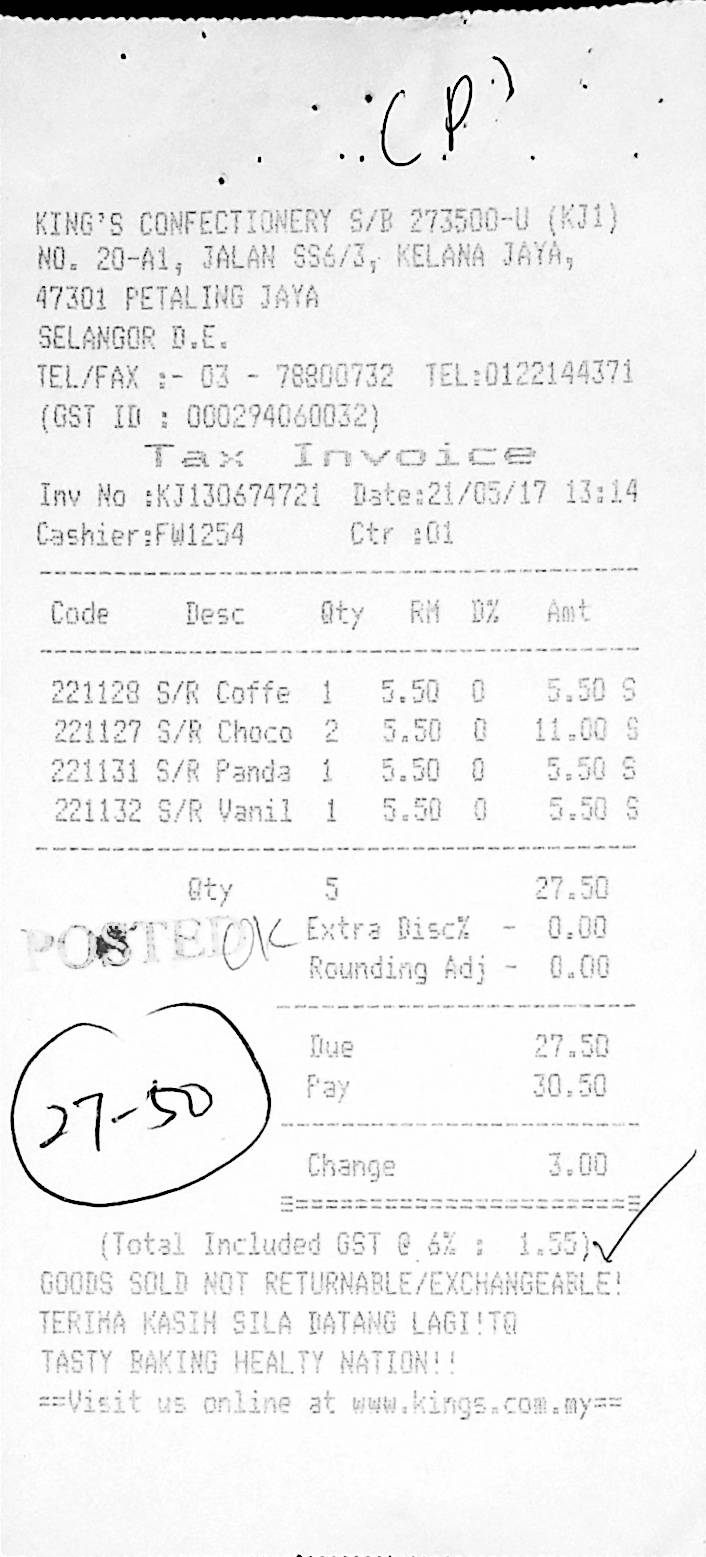 (P)
KING'S CONFECTIONERY S/B 273500-U (KJ1)
NO. 20-A1, JALAN SS6/3, KELANA JAYA,
47301 PETALING JAYA
SELANGOR D.E.
TEL/FAX :- 03 - 78800732 TEL:0122144371
(GST ID : 000294060032)
Tax Invoice
Inv No :KJ130674721 Date:21/05/17 13:14
Cashier:FW1254 Ctr :01
Code Desc Qty RM D% Amt
221128 S/R Coffe 1 5.50 0 5.50 S
221127 S/R Choco 2 5.50 0 11.00 S
221131 S/R Panda 1 5.50 0 5.50 S
221132 S/R Vanil 1 5.50 0 5.50 S
Qty 5 27.50
POSTED OK Extra Disc% - 0.00
Rounding Adj - 0.00
Due 27.50
27-50 Pay 30.50
Change 3.00
(Total Included GST @ 6% : 1.55)
GOODS SOLD NOT RETURNABLE/EXCHANGEABLE!
TERIMA KASIH SILA DATANG LAGI!TQ
TASTY BAKING HEALTY NATION!!
==Visit us online at www.kings.com.my==